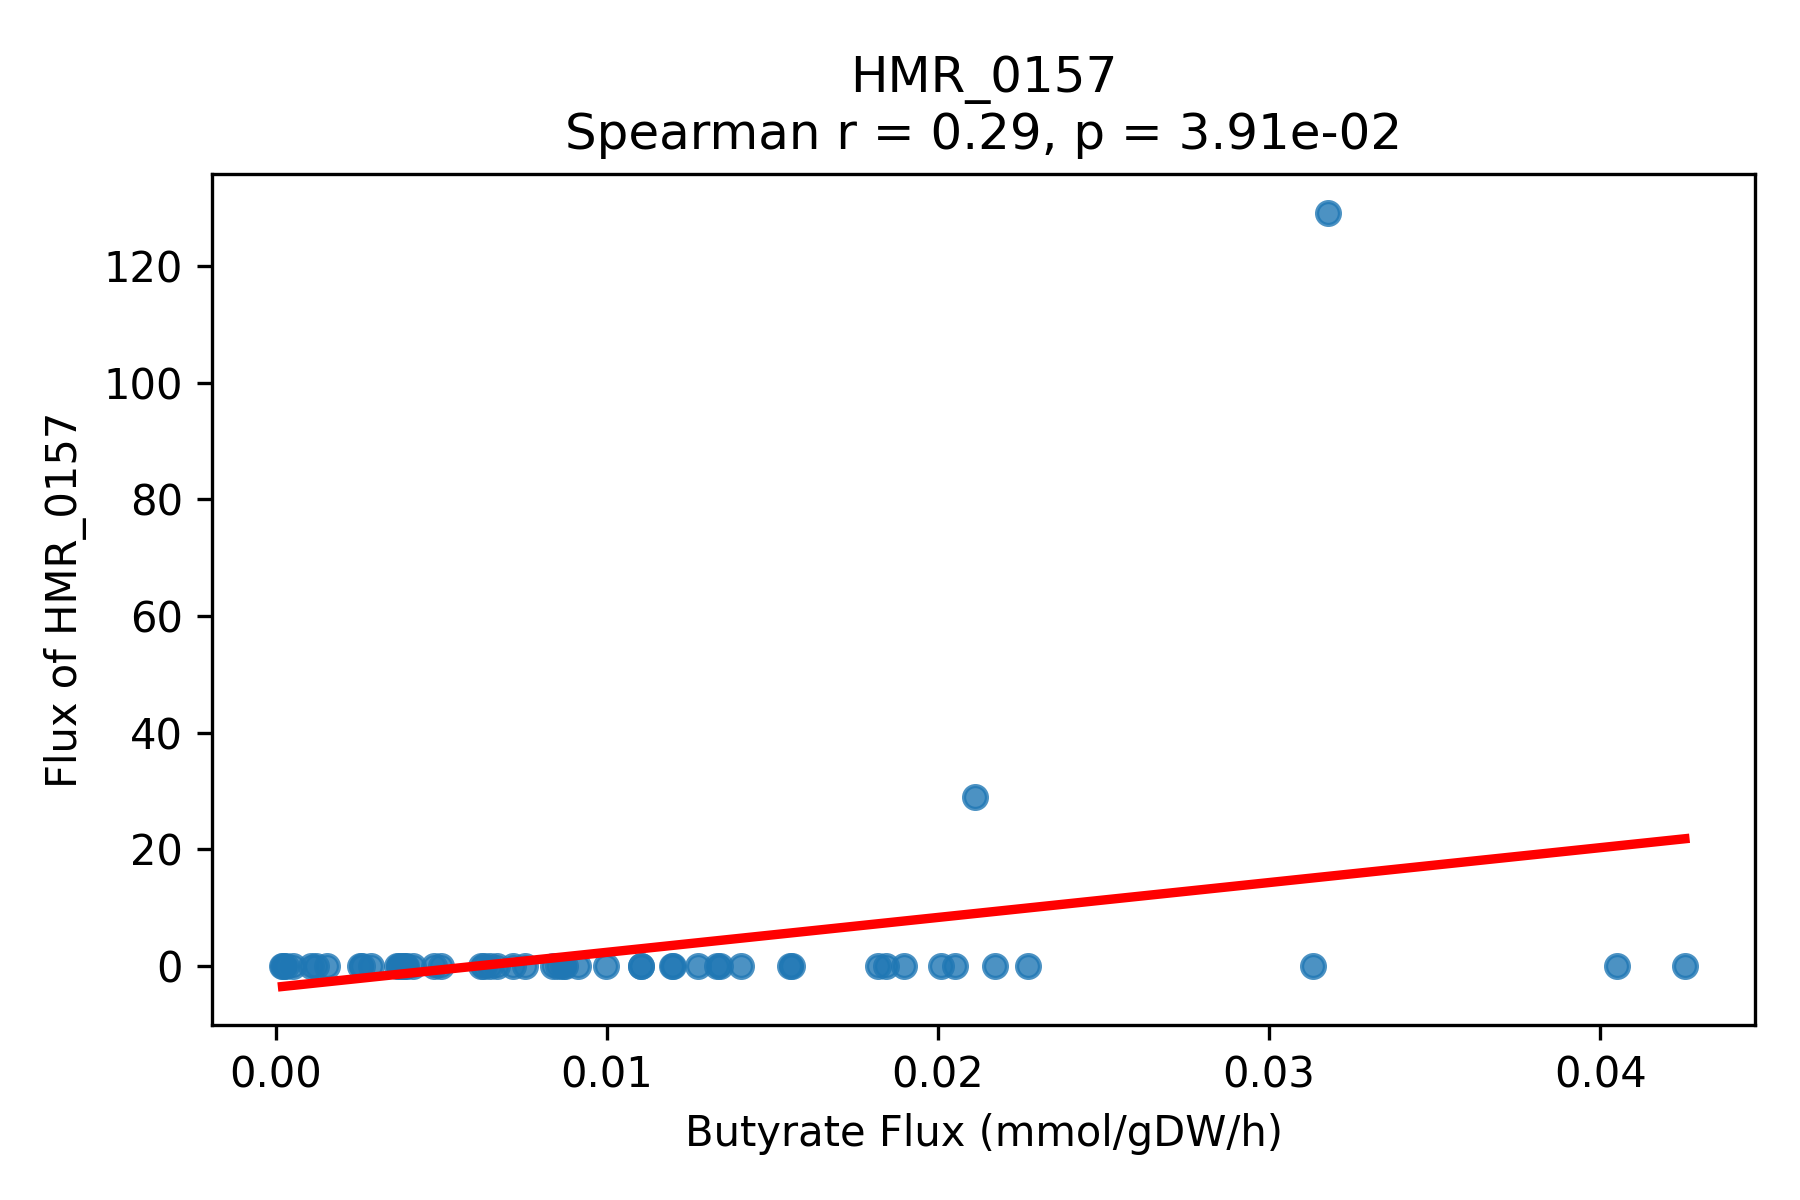 HMR_0157
Spearman r = 0.29, p = 3.91e-02
120
100
80
60
40
20
0
Flux of HMR_0157
0.00 0.01 0.02 0.03 0.04
Butyrate Flux (mmol/gDW/h)